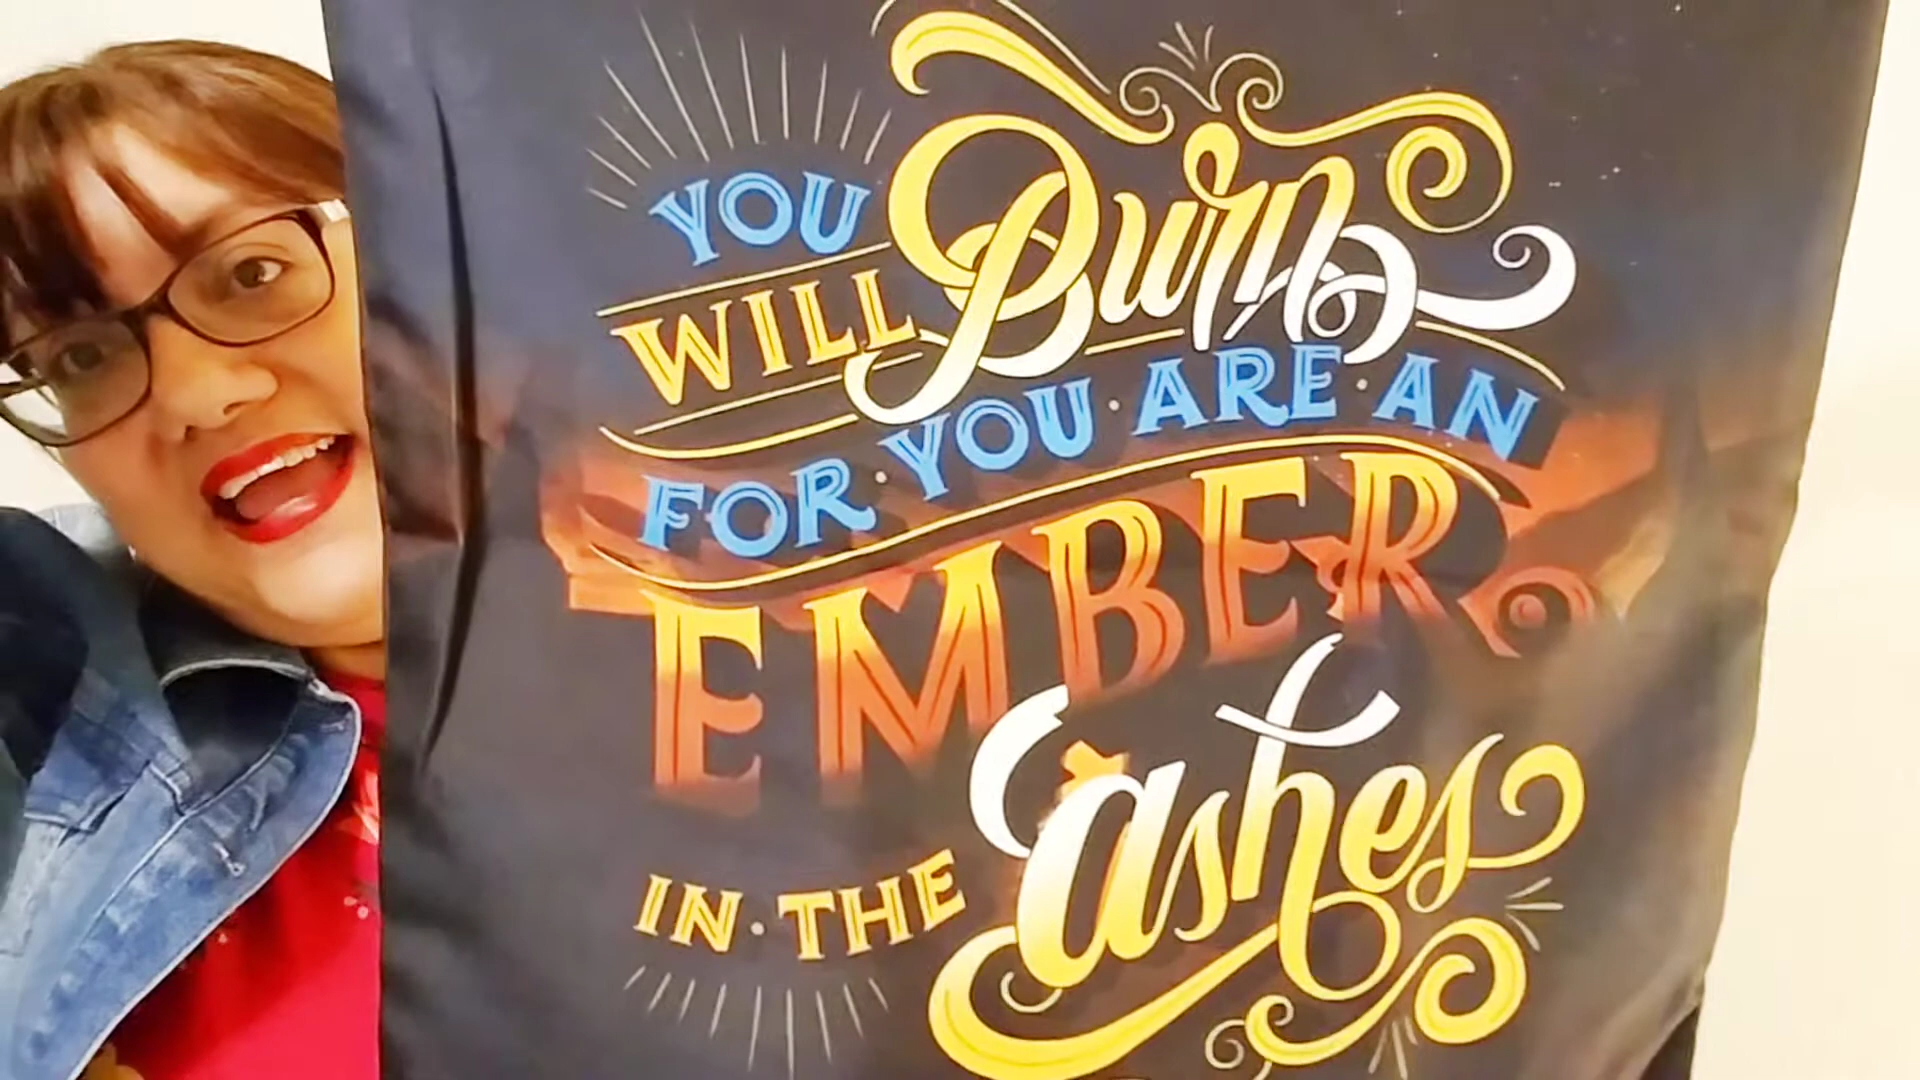 YOU
WILL Burn
FOR·YOU·ARE·AN
EMBER
IN·THE Ashes